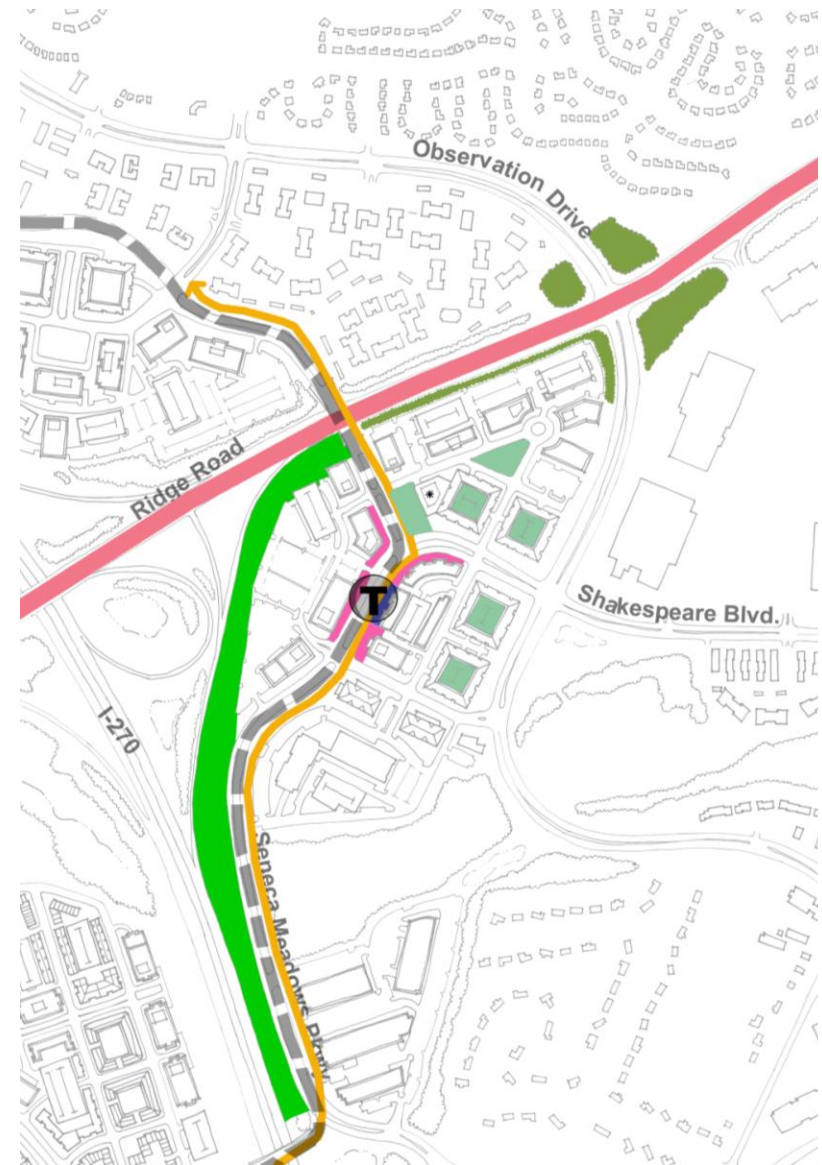 Observation Drive
Ridge Road
T
Shakespeare Blvd.
I-270
Seneca Meadows Pkwy